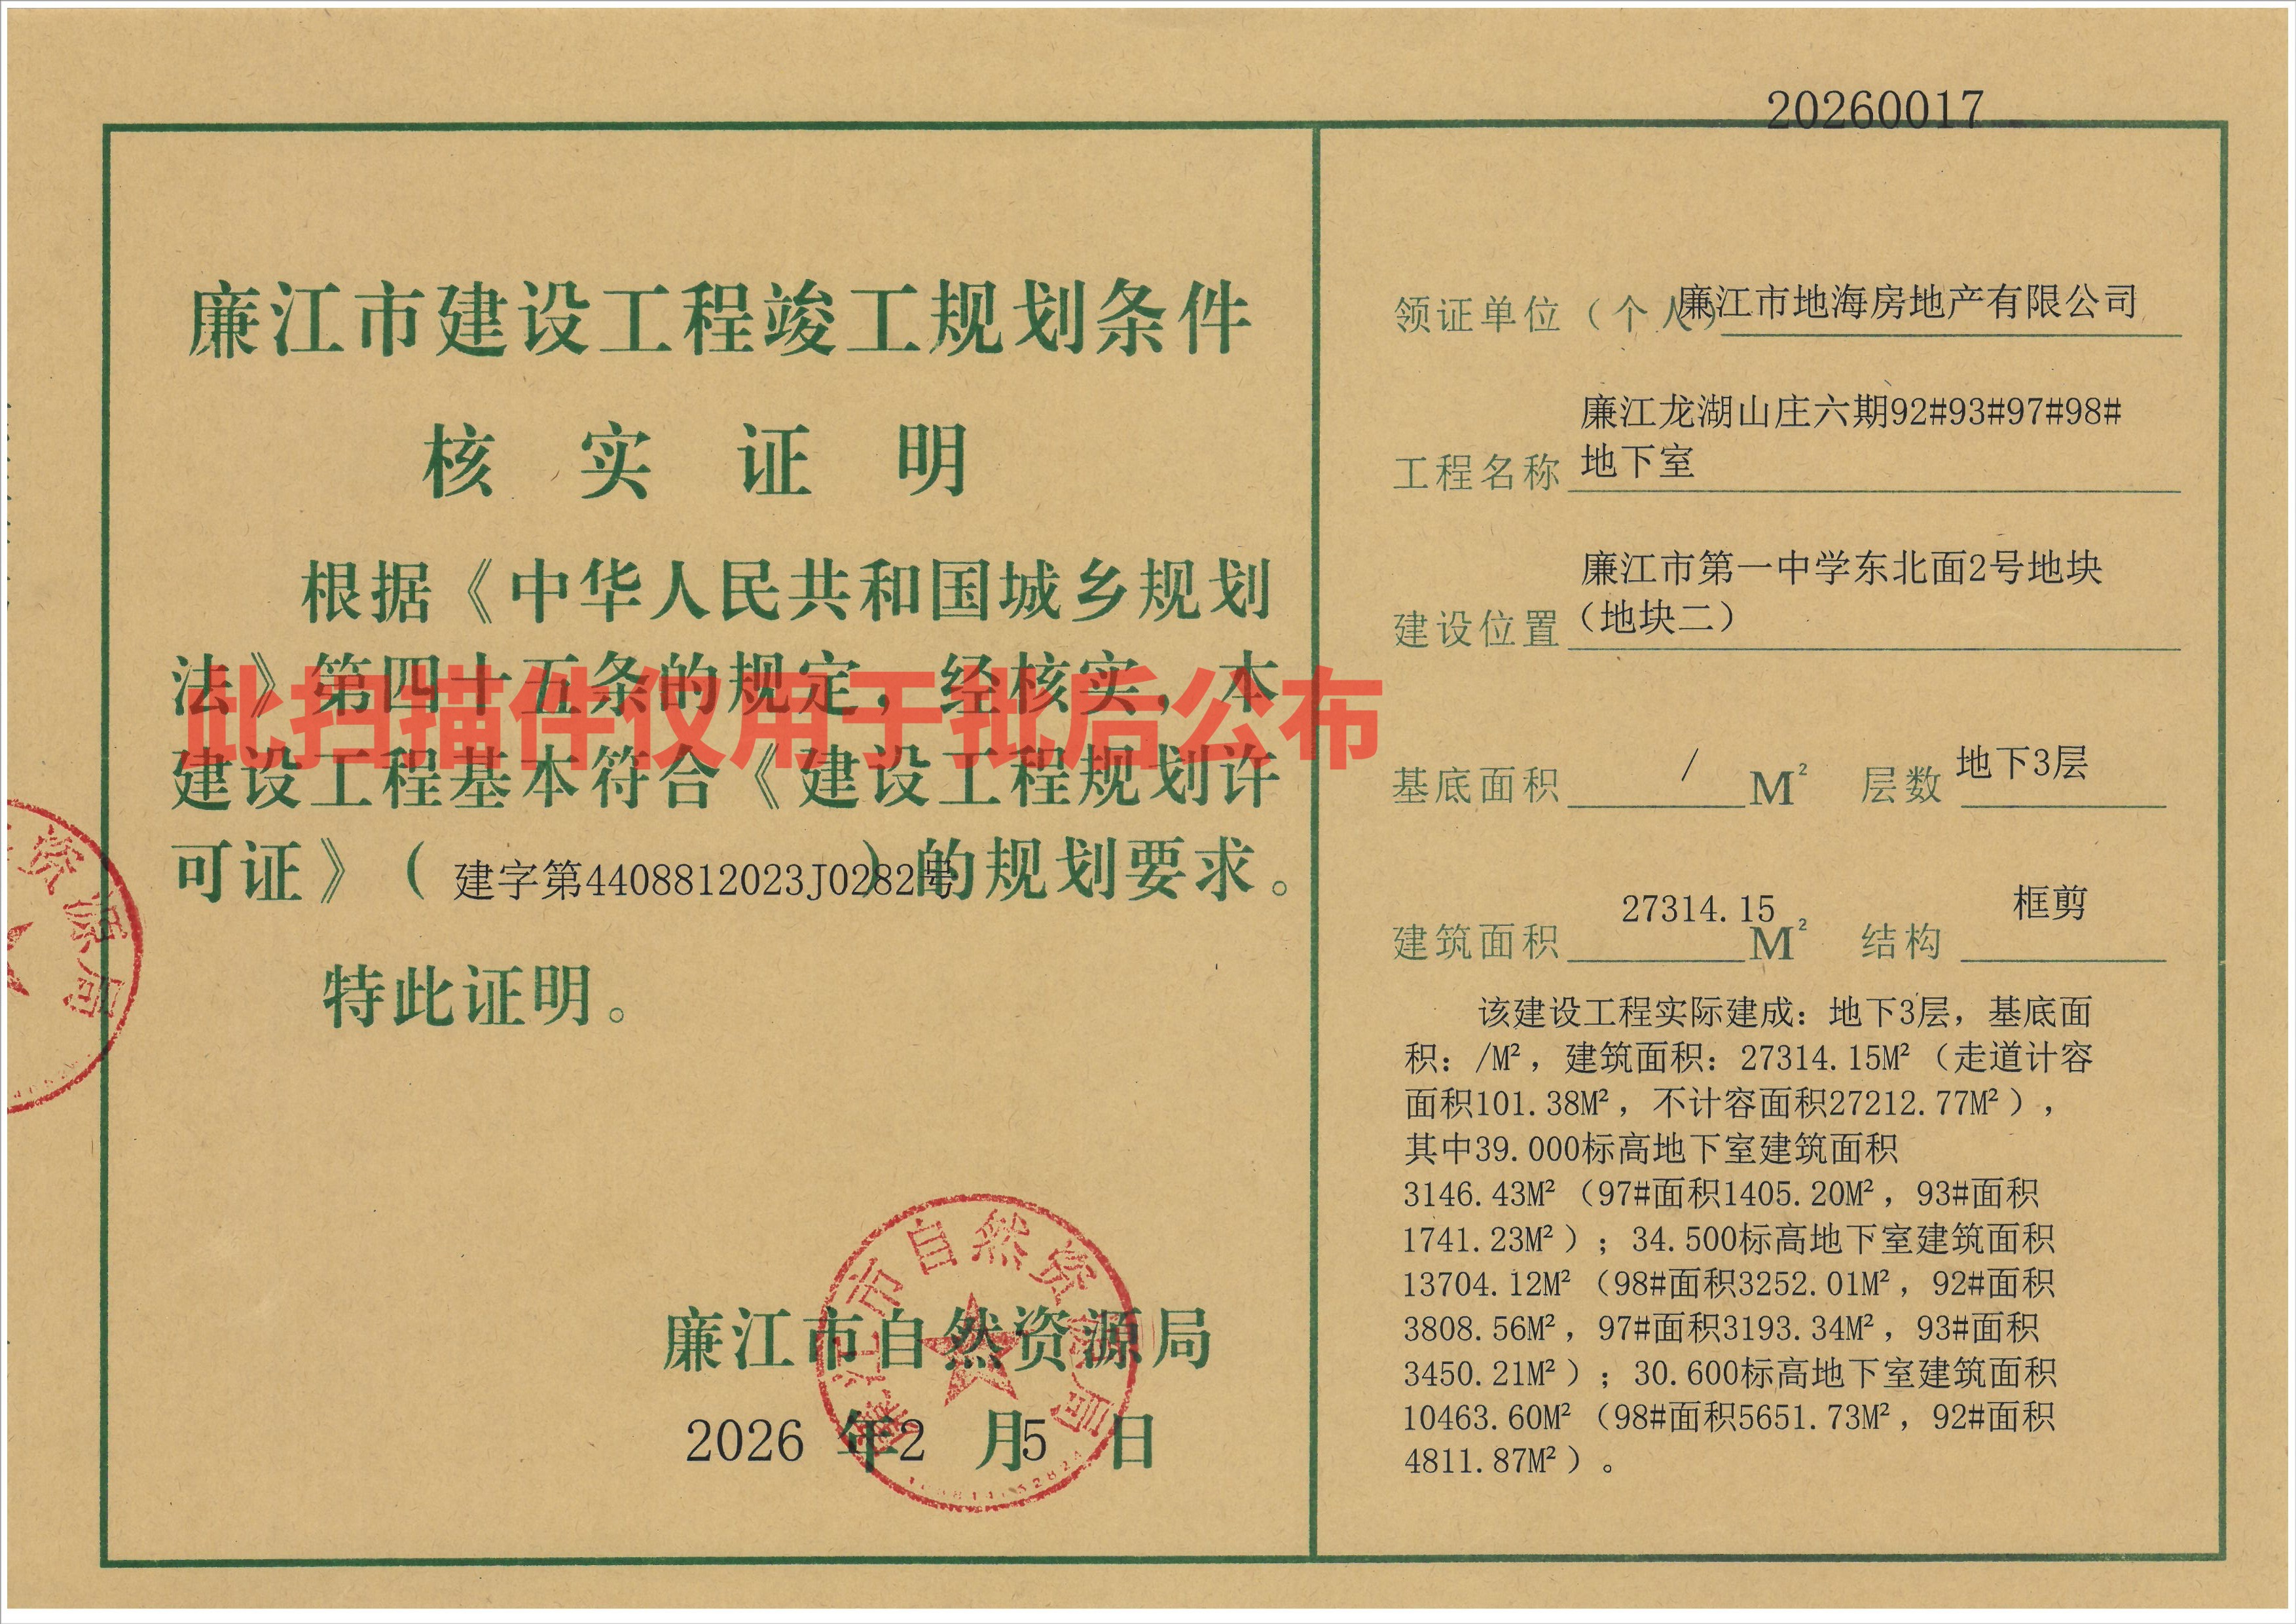 20260017
廉江市建设工程竣工规划条件
核实证明
根据《中华人民共和国城乡规划
法》第四十五条的规定，经核实，本
建设工程基本符合《建设工程规划许
可证》（建字第4408812023J0282号）的规划要求。
特此证明。
廉江市自然资源局
2026年2月5日
此扫描件仅用于批后公布
廉江市自然资源局
资源局
领证单位（个人）廉江市地海房地产有限公司
工程名称 廉江龙湖山庄六期92#93#97#98#
地下室
建设位置 廉江市第一中学东北面2号地块
（地块二）
基底面积 / M² 层数 地下3层
建筑面积 27314.15 M² 结构 框剪
该建设工程实际建成：地下3层，基底面
积：/M²，建筑面积：27314.15M²（走道计容
面积101.38M²，不计容面积27212.77M²），
其中39.000标高地下室建筑面积
3146.43M²（97#面积1405.20M²，93#面积
1741.23M²）；34.500标高地下室建筑面积
13704.12M²（98#面积3252.01M²，92#面积
3808.56M²，97#面积3193.34M²，93#面积
3450.21M²）；30.600标高地下室建筑面积
10463.60M²（98#面积5651.73M²，92#面积
4811.87M²）。